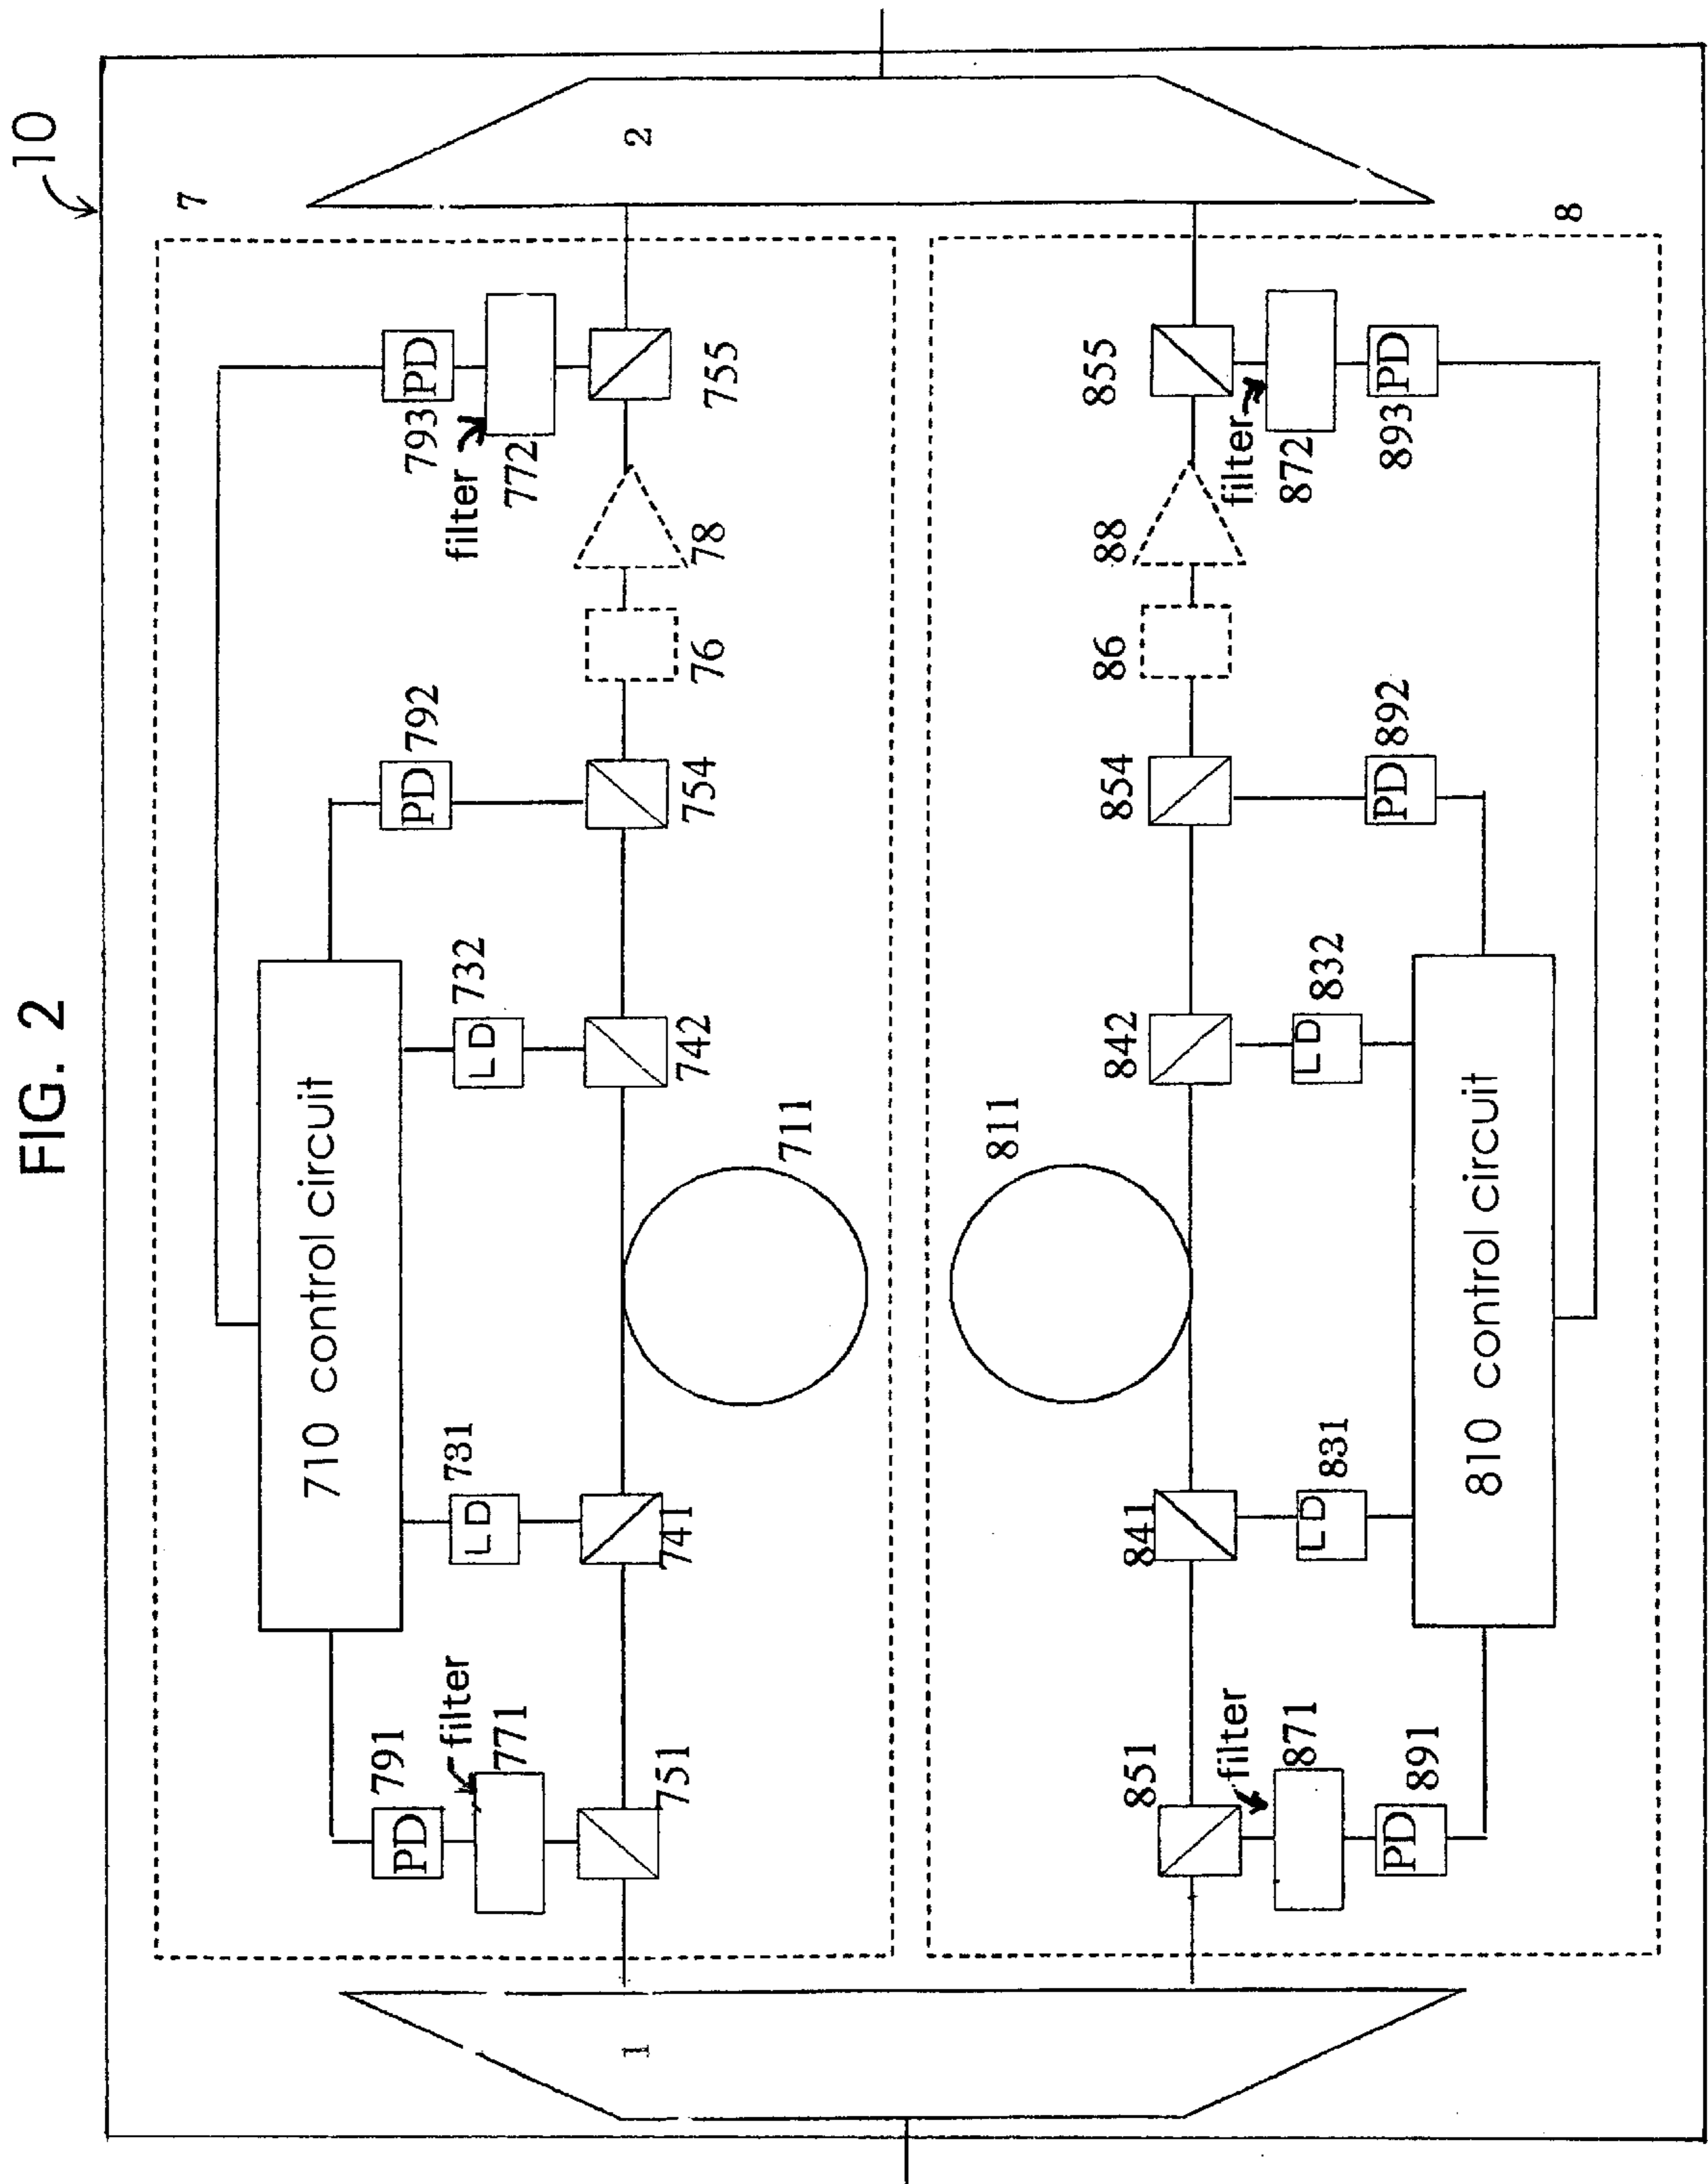 FIG. 2
10
7
710 control circuit
793 PD
filter
772
755
PD 792
754
76
78
LD 732
742
711
LD 731
741
791
PD
filter
771
751
1
2
8
811
851
filter
871
PD 891
841
LD 831
842
LD 832
854
PD 892
86
88
855
filter
872
893 PD
810 control circuit